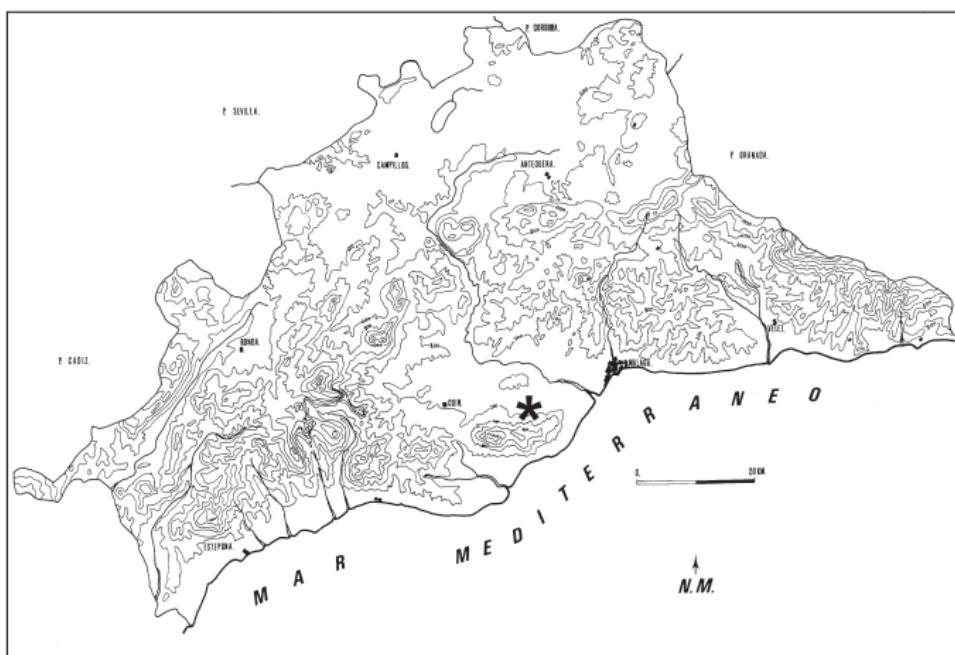 P. CORDOBA.
P. SEVILLA.
CAMPILLOS.
ANTEQUERA.
P. GRANADA.
P. CADIZ.
RONDA.
VELEZ.
MALAGA.
COIN.
ESTEPONA.
MAR MEDITERRANEO
0, 20 KM.
N.M.